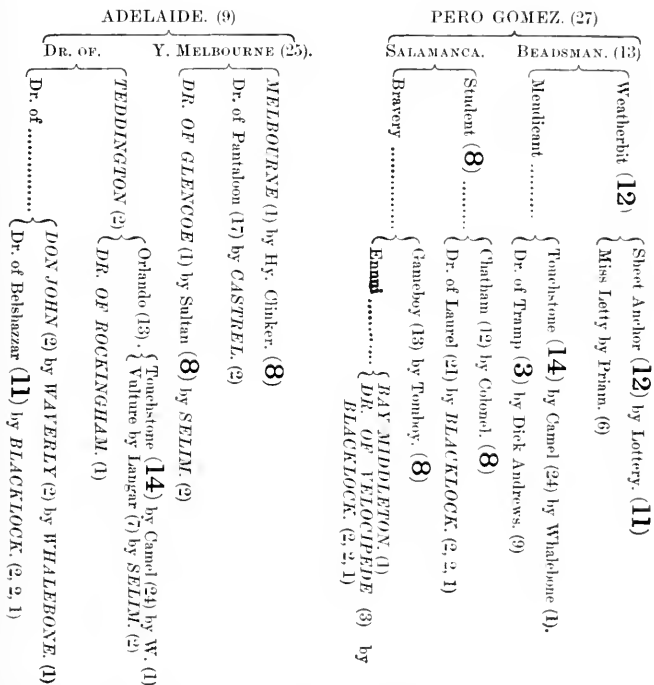 ADELAIDE. (9)
DR. OF.
Y. MELBOURNE (25).
Dr. of ..............
TEDDINGTON (2)
DR. OF GLENCOE (1) by Sultan (8) by SELIM. (2)
Dr. of Pantaloon (17) by CASTREL. (2)
MELBOURNE (1) by Hy. Clinker. (8)
Dr. of Belshazzar (11) by BLACKLOCK. (2, 2, 1)
DON JOHN (2) by WAVERLY (2) by WHALEBONE. (1)
DR. OF ROCKINGHAM. (1)
Orlando (13).
Vulture by Langar (7) by SELIM. (2)
Touchstone (14) by Camel (24) by W. (1)
PERO GOMEZ. (27)
SALAMANCA.
BEADSMAN. (13)
Bravery ..............
Student (8) .........
Mendicant ..........
Weatherbit (12)
Ennui ..............
Gameboy (13) by Tomboy. (8)
Dr. of Laurel (21) by BLACKLOCK. (2, 2, 1)
Chatham (12) by Colonel. (8)
Dr. of Tramp (3) by Dick Andrews. (9)
Touchstone (14) by Camel (24) by Whalebone (1).
Miss Letty by Priam. (6)
Sheet Anchor (12) by Lottery. (11)
BAY MIDDLETON. (1)
DR. OF VELOCIPEDE (3) by
BLACKLOCK. (2, 2, 1)